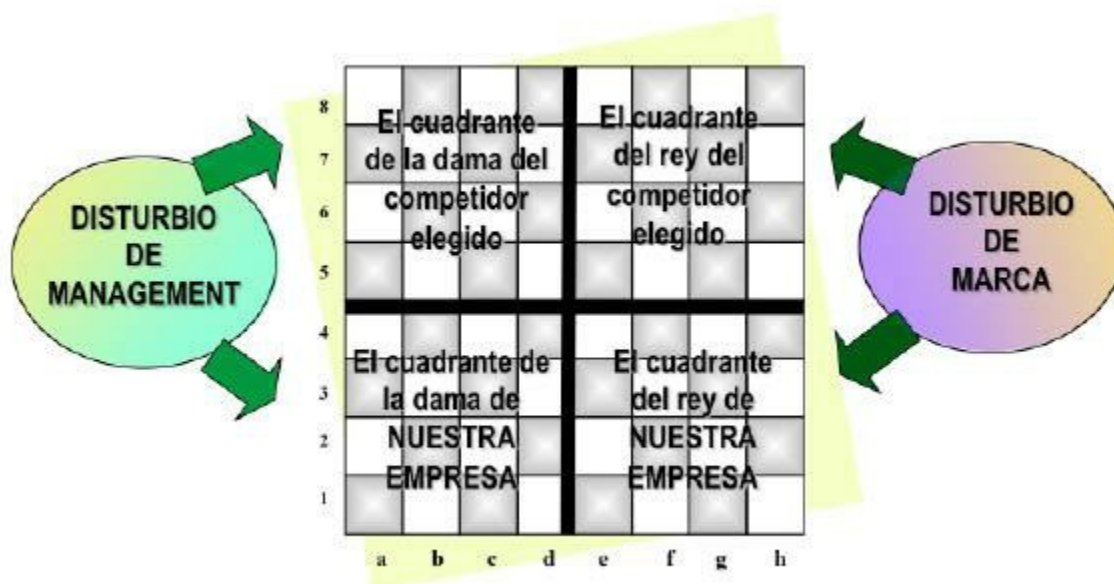 DISTURBIO
DE
MANAGEMENT
8
7
6
5
4
3
2
1
El cuadrante
de la dama del
competidor
elegido
El cuadrante
del rey del
competidor
elegido
El cuadrante de
la dama de
NUESTRA
EMPRESA
El cuadrante
del rey de
NUESTRA
EMPRESA
a b c d e f g h
DISTURBIO
DE
MARCA